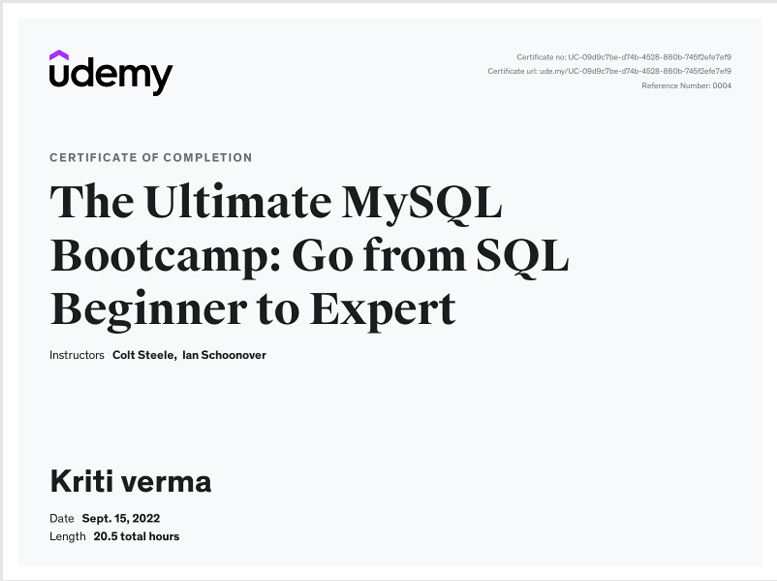 udemy
Certificate no: UC-09d9c7be-d74b-4528-860b-745f2efe7ef9
Certificate url: ude.my/UC-09d9c7be-d74b-4528-860b-745f2efe7ef9
Reference Number: 0004
CERTIFICATE OF COMPLETION
The Ultimate MySQL
Bootcamp: Go from SQL
Beginner to Expert
Instructors Colt Steele, Ian Schoonover
Kriti verma
Date Sept. 15, 2022
Length 20.5 total hours